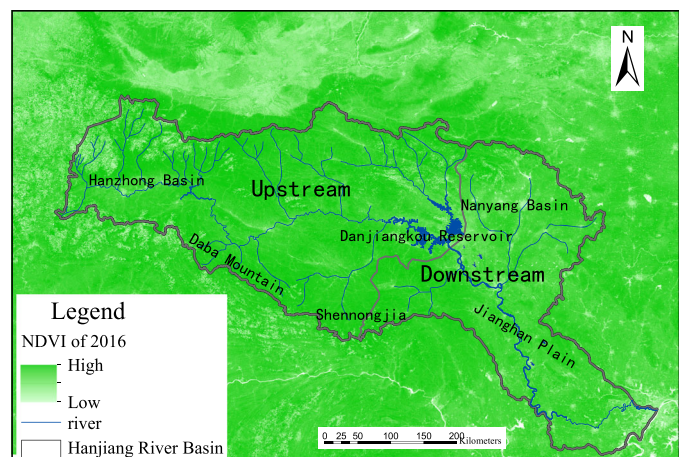 N
Hanzhong Basin
Upstream
Nanyang Basin
Danjiangkou Reservoir
Daba Mountain
Downstream
Shennongjia
Jianghan Plain
Legend
NDVI of 2016
High
Low
river
Hanjiang River Basin
0 25 50 100 150 200
Kilometers